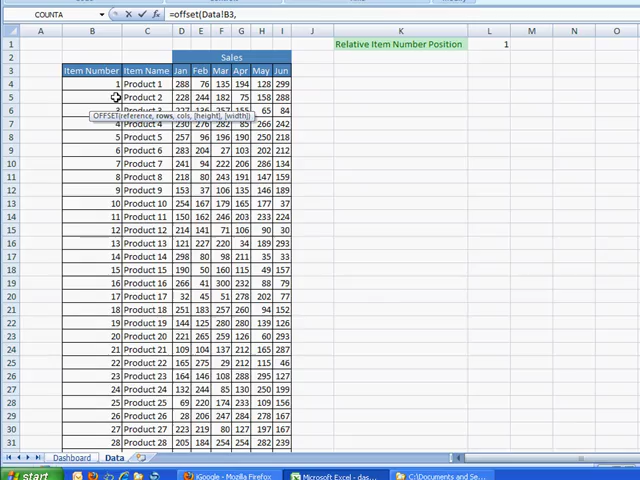 COUNTA =offset(Data!B3,
A B C D E F G H I J K L M N O
1 Relative Item Number Position 1
2 Sales
3 Item Number Item Name Jan Feb Mar Apr May Jun
4 1 Product 1 288 76 135 194 128 299
5 2 Product 2 228 244 182 75 158 288
65 84
OFFSET(reference, rows, cols, [height], [width])
7 4 Product 4 230 276 282 85 266 242
8 5 Product 5 257 96 196 190 250 218
9 6 Product 6 283 204 27 103 202 212
10 7 Product 7 241 94 222 206 286 134
11 8 Product 8 218 80 243 191 147 159
12 9 Product 9 153 37 106 135 146 189
13 10 Product 10 254 167 179 165 177 37
14 11 Product 11 150 162 246 203 233 224
15 12 Product 12 214 141 71 106 90 30
16 13 Product 13 121 227 220 34 189 293
17 14 Product 14 298 80 98 211 35 33
18 15 Product 15 190 50 160 115 49 157
19 16 Product 16 266 41 300 232 88 79
20 17 Product 17 32 45 51 278 202 77
21 18 Product 18 251 183 257 260 94 152
22 19 Product 19 144 125 280 280 139 126
23 20 Product 20 221 265 259 126 60 293
24 21 Product 21 109 104 137 212 165 287
25 22 Product 22 165 275 29 212 115 46
26 23 Product 23 164 146 108 288 295 127
27 24 Product 24 132 244 85 130 250 199
28 25 Product 25 69 220 174 233 109 156
29 26 Product 26 28 206 247 284 278 167
30 27 Product 27 223 219 80 127 197 167
31 28 Product 28 205 184 254 254 282 239
Dashboard Data
start iGoogle - Mozilla Firefox Microsoft Excel - das... C:\Documents and Se...